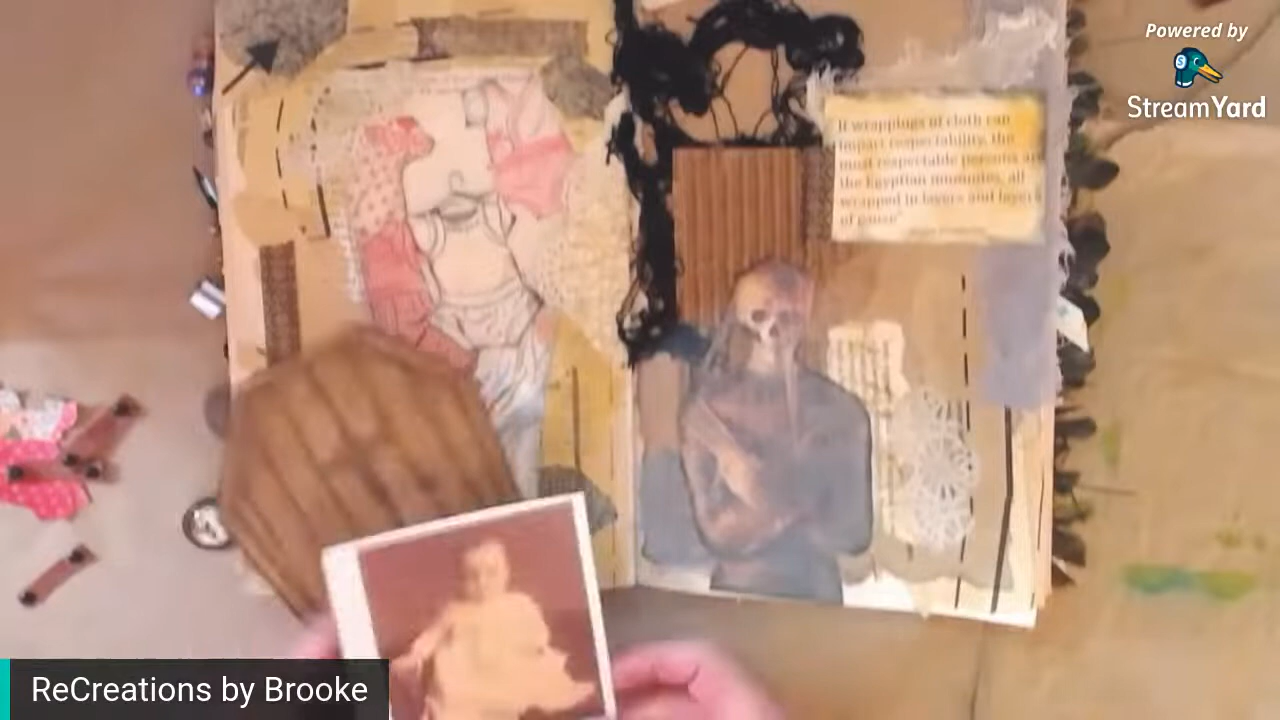 Powered by
StreamYard
If wrappings of cloth can
impart respectability, the
most respectable persons are
the Egyptian mummies, all
wrapped in layers and layers
of gauze
ReCreations by Brooke